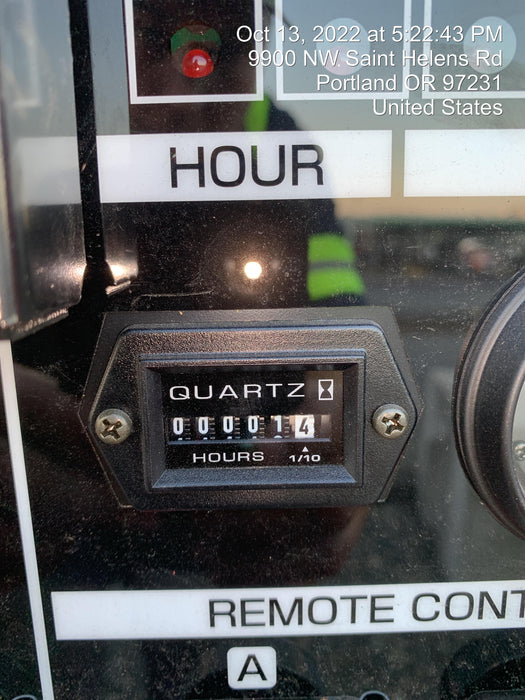 Oct 13, 2022 at 5:22:43 PM
9900 NW Saint Helens Rd
Portland OR 97231
United States
HOUR
QUARTZ
000014
HOURS 1/10
REMOTE CONT
A